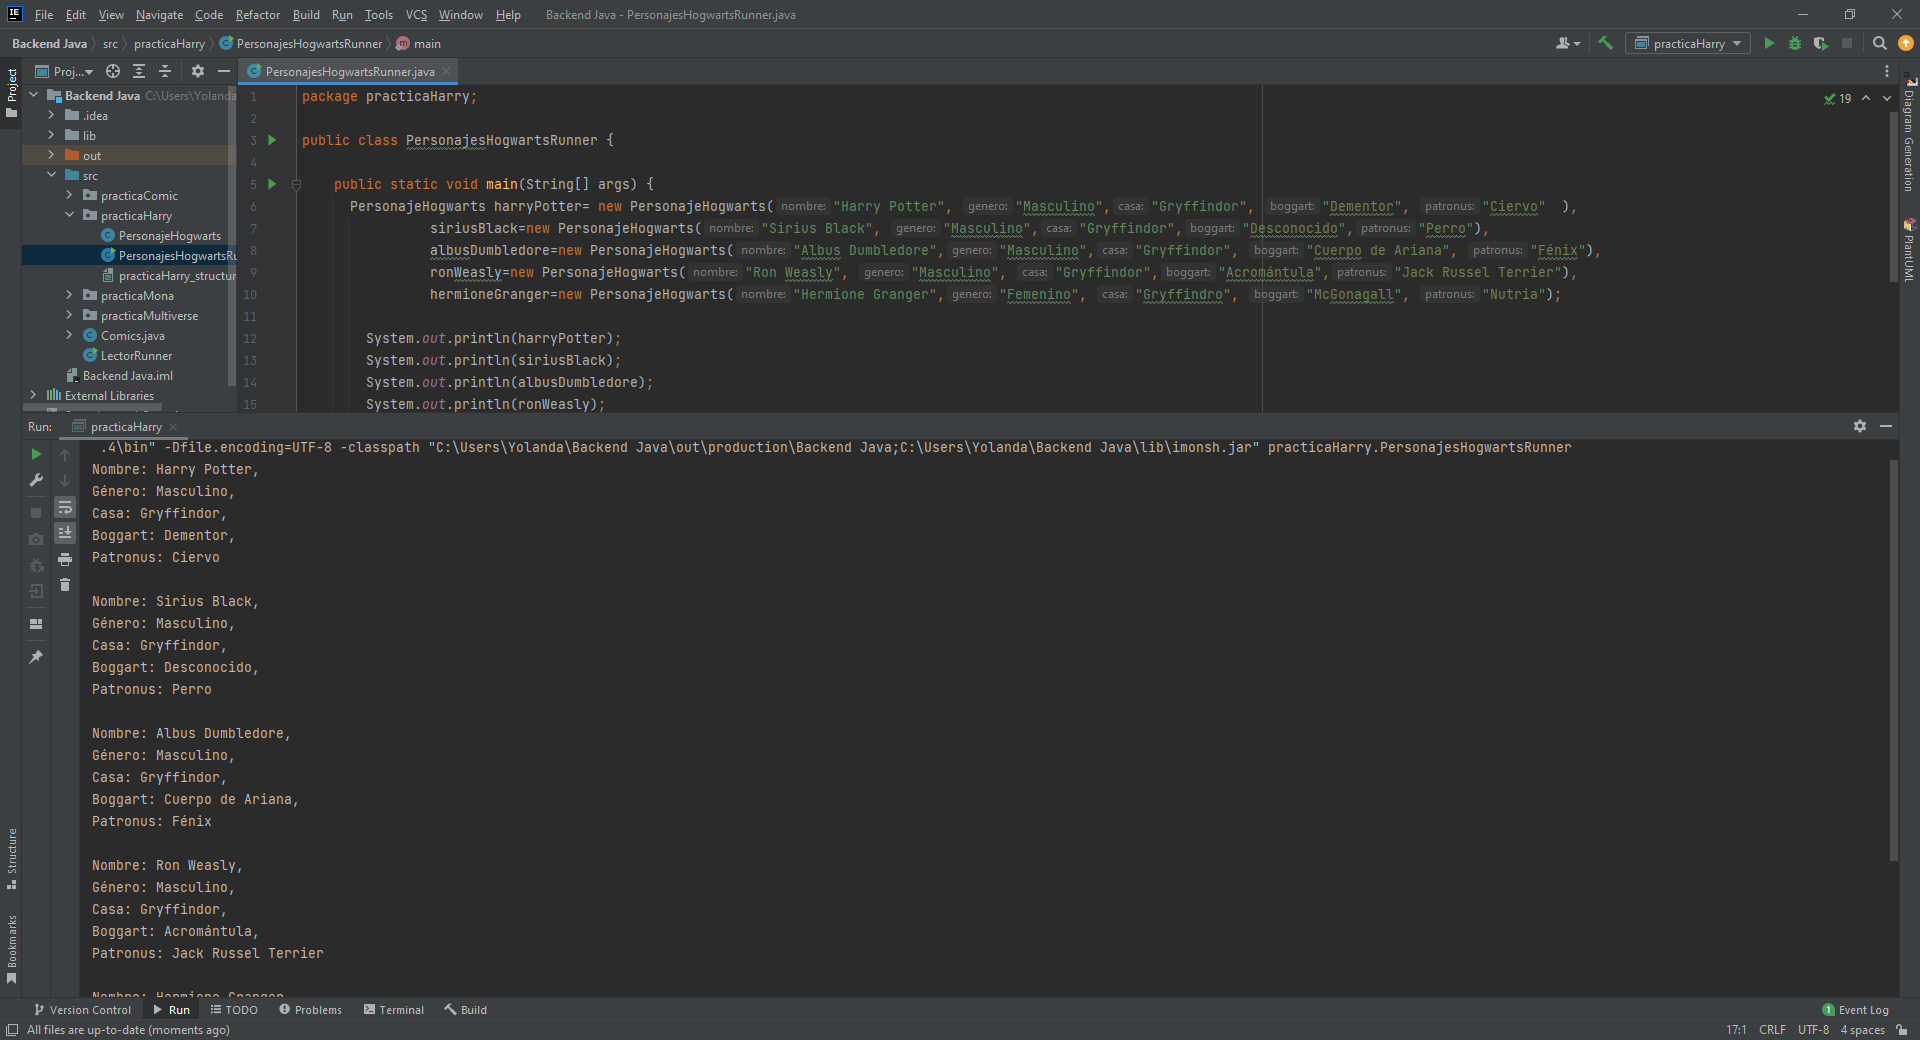 File Edit View Navigate Code Refactor Build Run Tools VCS Window Help Backend Java - PersonajesHogwartsRunner.java
Backend Java src practicaHarry PersonajesHogwartsRunner main practicaHarry
Project Proj... PersonajesHogwartsRunner.java
Backend Java C:\Users\Yolanda
.idea
lib
out
src
practicaComic
practicaHarry
PersonajeHogwarts
PersonajesHogwartsRu
practicaHarry_structur
practicaMona
practicaMultiverse
Comics.java
LectorRunner
Backend Java.iml
External Libraries
19
1 package practicaHarry;
2
3 public class PersonajesHogwartsRunner {
4
5 public static void main(String[] args) {
6 PersonajeHogwarts harryPotter= new PersonajeHogwarts( nombre: "Harry Potter", genero: "Masculino", casa: "Gryffindor", boggart: "Dementor", patronus: "Ciervo" ),
7 siriusBlack=new PersonajeHogwarts( nombre: "Sirius Black", genero: "Masculino", casa: "Gryffindor", boggart: "Desconocido", patronus: "Perro"),
8 albusDumbledore=new PersonajeHogwarts( nombre: "Albus Dumbledore", genero: "Masculino", casa: "Gryffindor", boggart: "Cuerpo de Ariana", patronus: "Fénix"),
9 ronWeasly=new PersonajeHogwarts( nombre: "Ron Weasly", genero: "Masculino", casa: "Gryffindor", boggart: "Acromántula", patronus: "Jack Russel Terrier"),
10 hermioneGranger=new PersonajeHogwarts( nombre: "Hermione Granger", genero: "Femenino", casa: "Gryffindro", boggart: "McGonagall", patronus: "Nutria");
11
12 System.out.println(harryPotter);
13 System.out.println(siriusBlack);
14 System.out.println(albusDumbledore);
15 System.out.println(ronWeasly);
Diagram Generation
PlantUML
Run: practicaHarry
.4\bin" -Dfile.encoding=UTF-8 -classpath "C:\Users\Yolanda\Backend Java\out\production\Backend Java;C:\Users\Yolanda\Backend Java\lib\imonsh.jar" practicaHarry.PersonajesHogwartsRunner
Nombre: Harry Potter,
Género: Masculino,
Casa: Gryffindor,
Boggart: Dementor,
Patronus: Ciervo
Nombre: Sirius Black,
Género: Masculino,
Casa: Gryffindor,
Boggart: Desconocido,
Patronus: Perro
Nombre: Albus Dumbledore,
Género: Masculino,
Casa: Gryffindor,
Boggart: Cuerpo de Ariana,
Patronus: Fénix
Nombre: Ron Weasly,
Género: Masculino,
Casa: Gryffindor,
Boggart: Acromántula,
Patronus: Jack Russel Terrier
Nombre: Hermione Granger
Structure
Bookmarks
Version Control Run TODO Problems Terminal Build 1 Event Log
All files are up-to-date (moments ago) 17:1 CRLF UTF-8 4 spaces